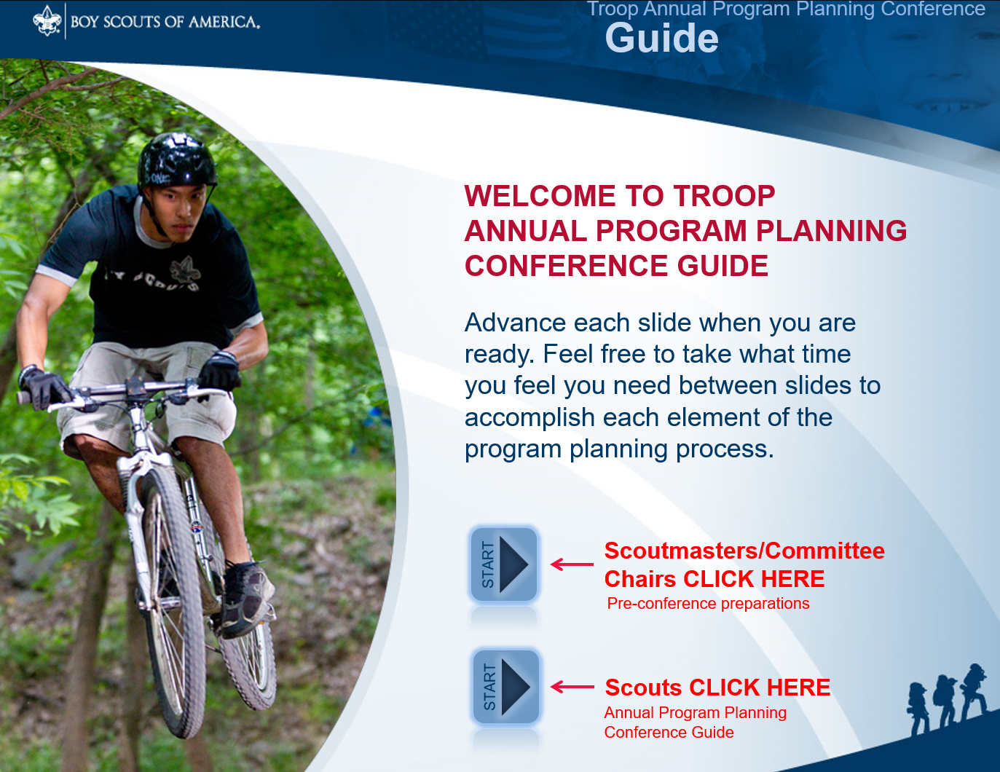 BOY SCOUTS OF AMERICA.
Troop Annual Program Planning Conference
Guide
WELCOME TO TROOP
ANNUAL PROGRAM PLANNING
CONFERENCE GUIDE
Advance each slide when you are
ready. Feel free to take what time
you feel you need between slides to
accomplish each element of the
program planning process.
START
Scoutmasters/Committee
Chairs CLICK HERE
Pre-conference preparations
START
Scouts CLICK HERE
Annual Program Planning
Conference Guide